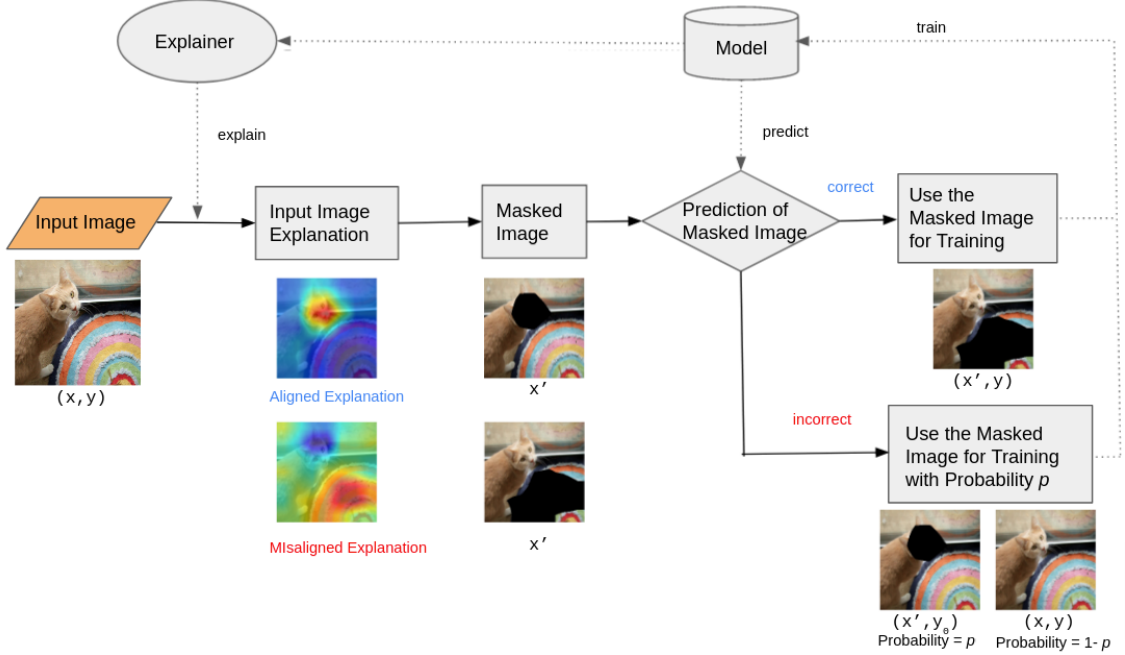 Explainer
Model
train
explain
predict
Input Image
Input Image
Explanation
Masked
Image
Prediction of
Masked Image
correct
Use the
Masked Image
for Training
(x,y)
Aligned Explanation
x’
(x’,y)
incorrect
Use the Masked
Image for Training
with Probability p
MIsaligned Explanation
x’
(x’,y₀)
Probability = p
(x,y)
Probability = 1- p